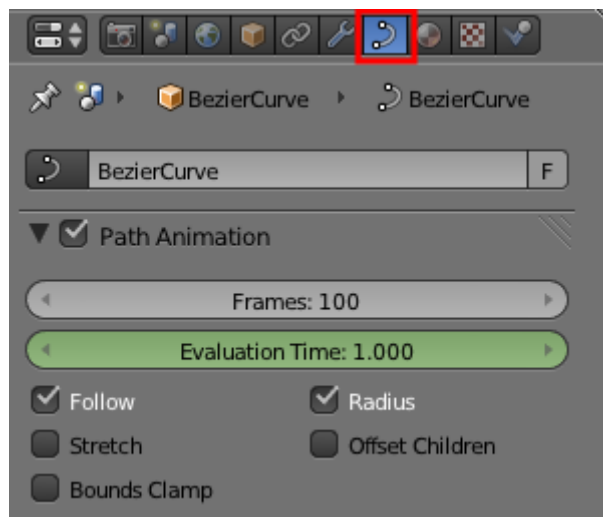 BezierCurve BezierCurve
BezierCurve F
Path Animation
Frames: 100
Evaluation Time: 1.000
Follow Radius
Stretch Offset Children
Bounds Clamp